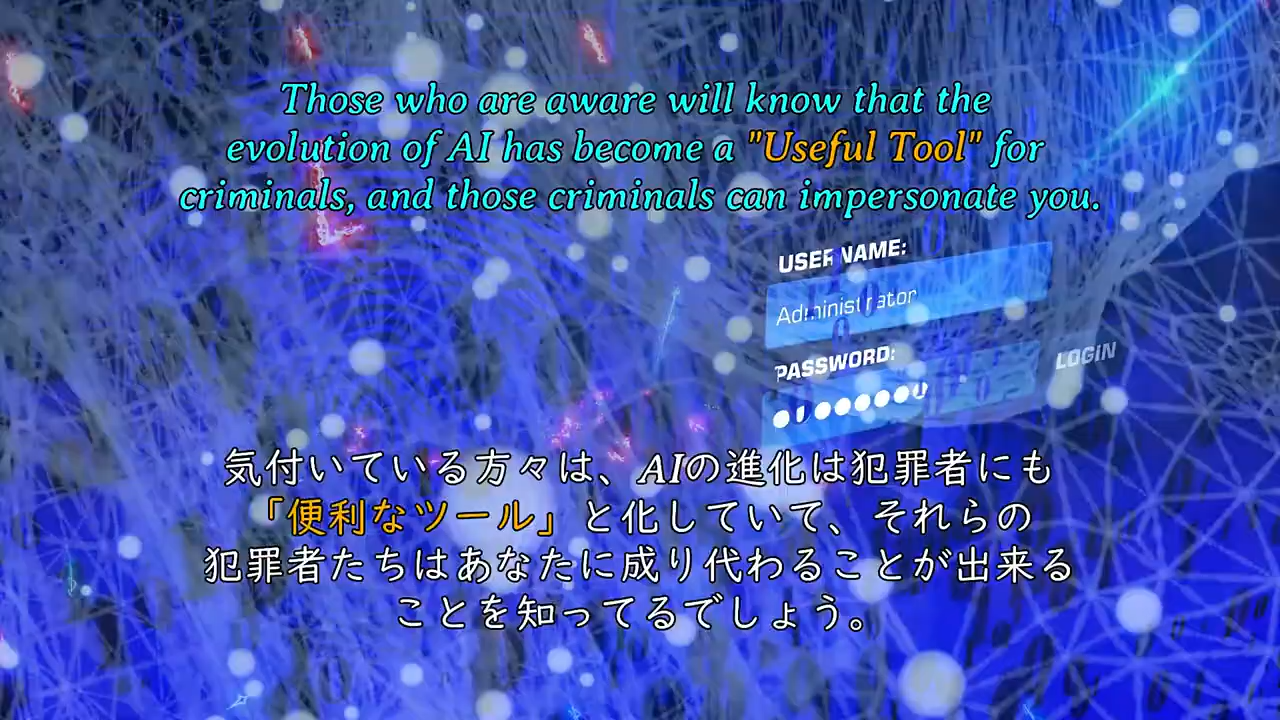 Those who are aware will know that the
evolution of AI has become a "Useful Tool" for
criminals, and those criminals can impersonate you.
USER NAME:
Administrator
PASSWORD:
LOGIN
気付いている方々は、AIの進化は犯罪者にも
「便利なツール」と化していて、それらの
犯罪者たちはあなたに成り代わることが出来る
ことを知ってるでしょう。